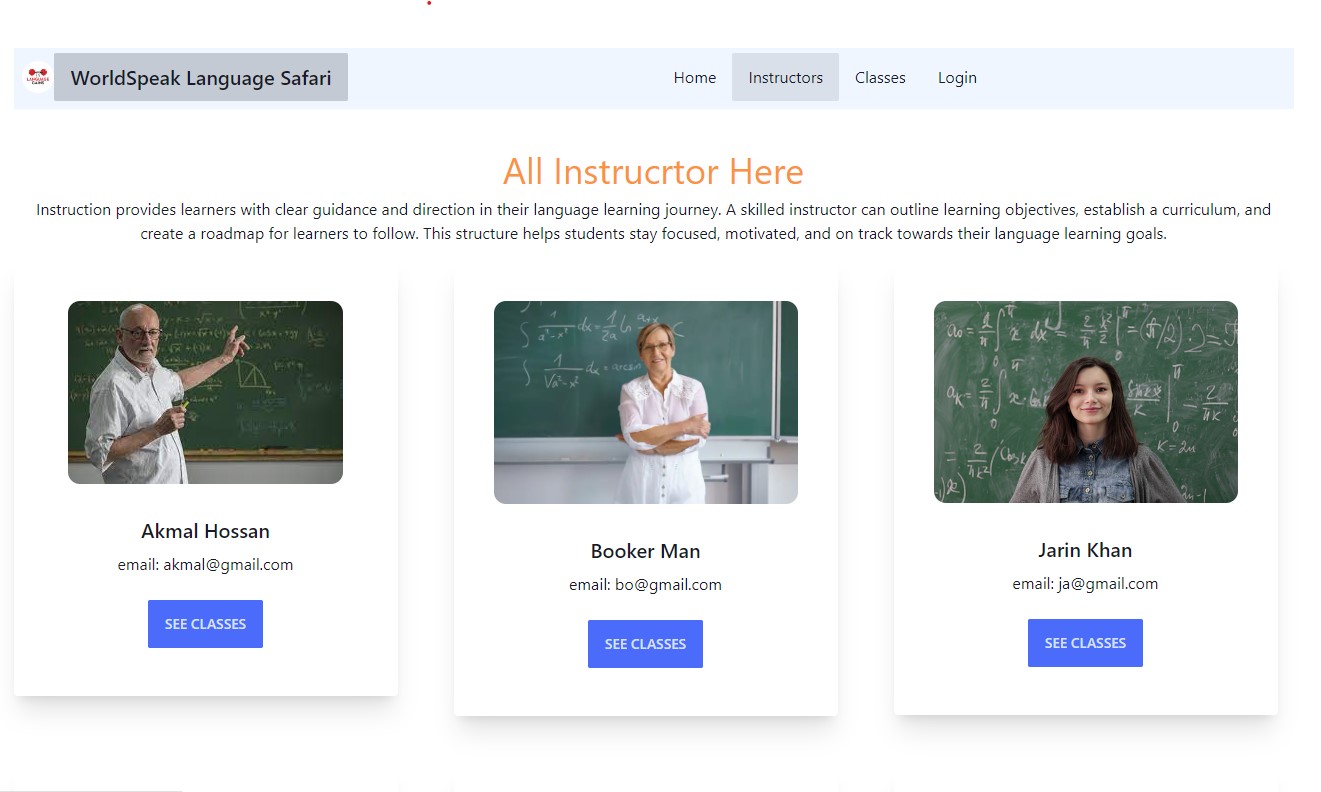 LANGUAGE
WorldSpeak Language Safari
Home
Instructors
Classes
Login
All Instrucrtor Here
Instruction provides learners with clear guidance and direction in their language learning journey. A skilled instructor can outline learning objectives, establish a curriculum, and
create a roadmap for learners to follow. This structure helps students stay focused, motivated, and on track towards their language learning goals.
Akmal Hossan
email: akmal@gmail.com
SEE CLASSES
Booker Man
email: bo@gmail.com
SEE CLASSES
Jarin Khan
email: ja@gmail.com
SEE CLASSES